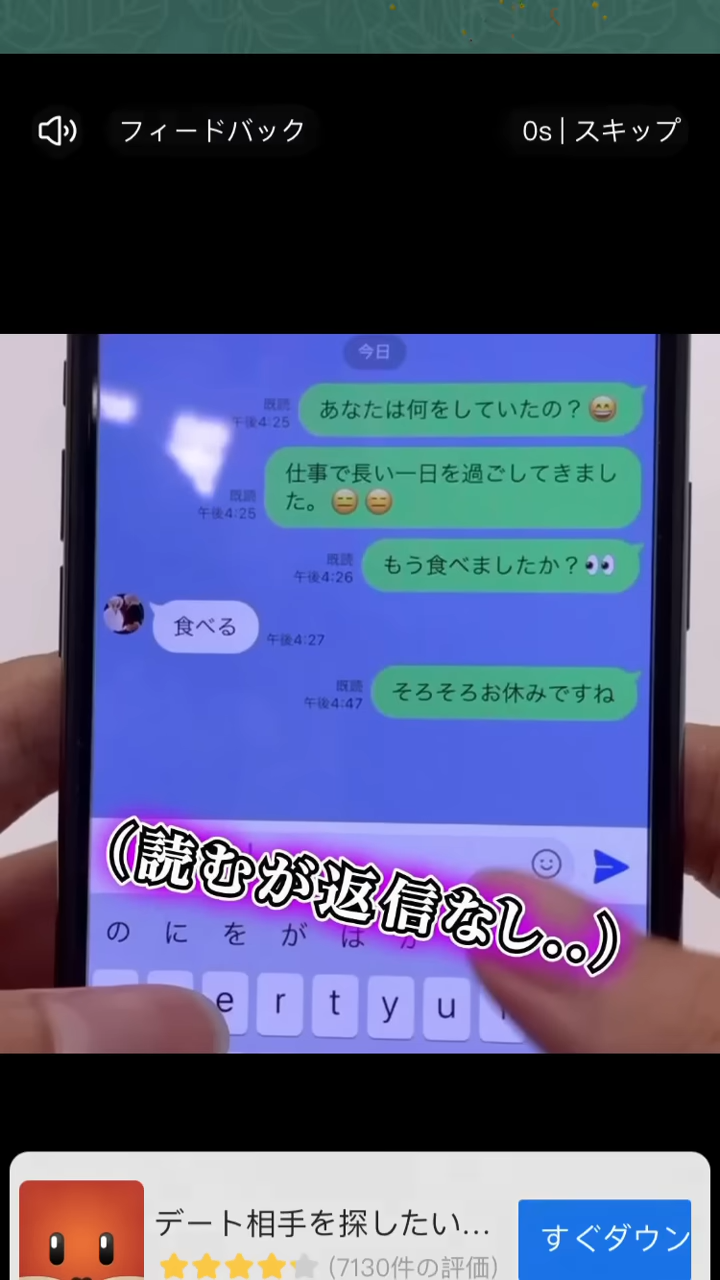 フィードバック
0s | スキップ
今日
既読
午後4:25
あなたは何をしていたの？😄
仕事で長い一日を過ごしてきまし
た。😑😑
既読
午後4:25
もう食べましたか？👀
既読
午後4:26
食べる
午後4:27
そろそろお休みですね
既読
午後4:47
(読むが返信なし..)
の に を が は か
e r t y u
デート相手を探したい...
(7130件の評価)
すぐダウン